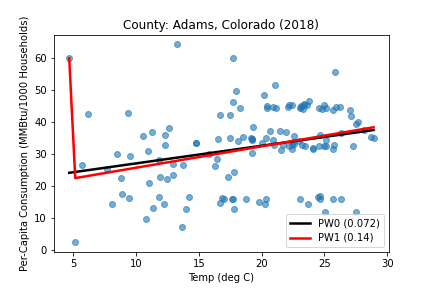 County: Adams, Colorado (2018)
Per-Capita Consumption (MMBtu/1000 Households)
60
50
40
30
20
10
0
PW0 (0.072)
PW1 (0.14)
5 10 15 20 25 30
Temp (deg C)